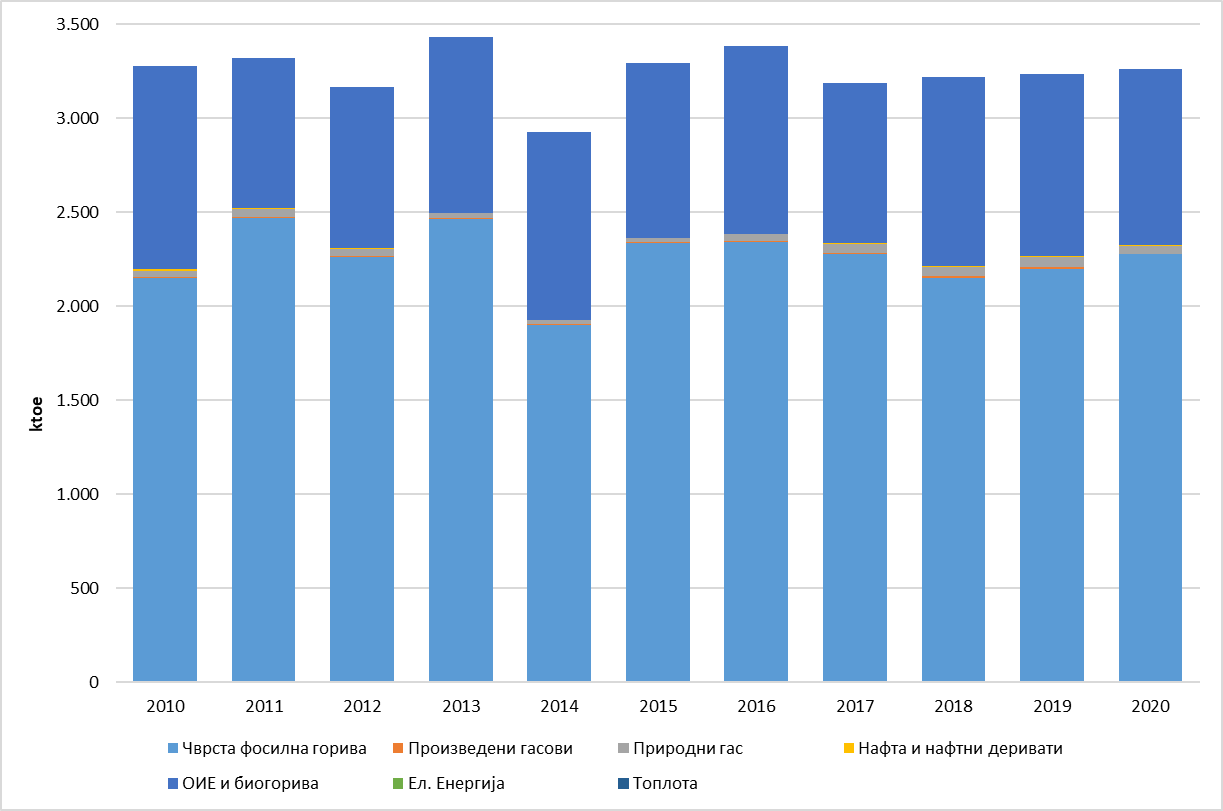 3.500
3.000
2.500
2.000
1.500
1.000
500
0
ktoe
2010 2011 2012 2013 2014 2015 2016 2017 2018 2019 2020
Чврста фосилна горива Произведени гасови Природни гас Нафта и нафтни деривати
ОИЕ и биогорива Ел. Енергија Топлота